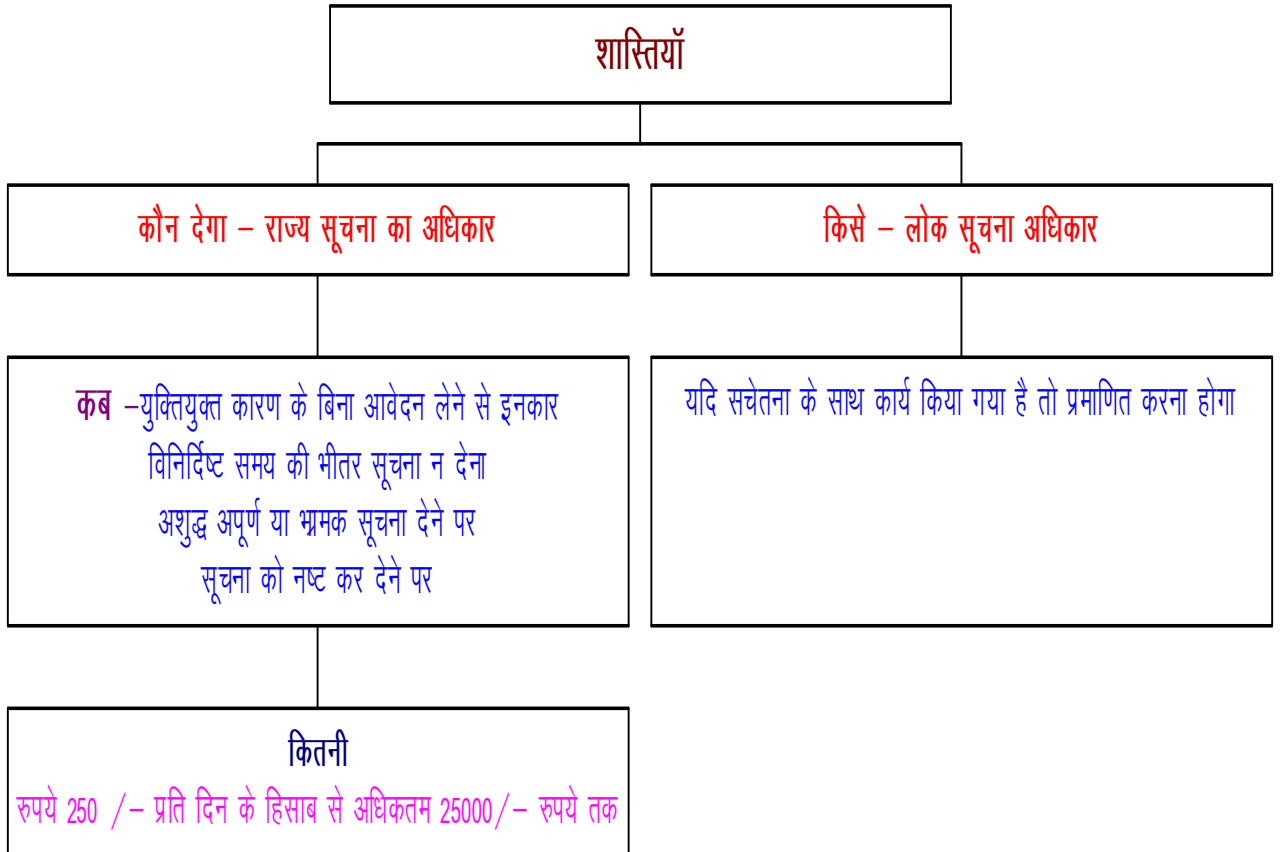 शास्तियॉ
कौन देगा – राज्य सूचना का अधिकार
किसे – लोक सूचना अधिकार
कब –युक्तियुक्त कारण के बिना आवेदन लेने से इनकार
विनिर्दिष्ट समय की भीतर सूचना न देना
अशुद्ध अपूर्ण या भ्रामक सूचना देने पर
सूचना को नष्ट कर देने पर
यदि सचेतना के साथ कार्य किया गया है तो प्रमाणित करना होगा
कितनी
रुपये 250 /– प्रति दिन के हिसाब से अधिकतम 25000/– रुपये तक